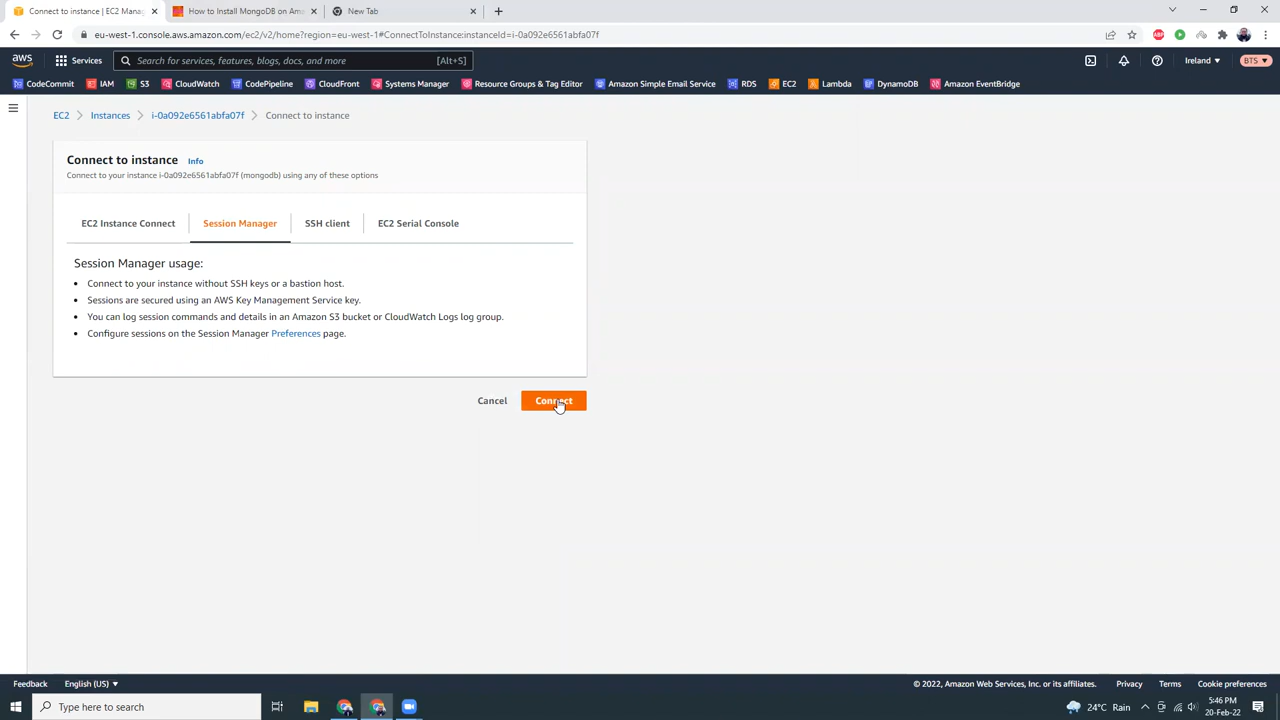 Connect to instance | EC2 Manag
How to Install MongoDB on Ama
New Tab
eu-west-1.console.aws.amazon.com/ec2/v2/home?region=eu-west-1#ConnectToInstance:instanceId=i-0a092e6561abfa07f
ABP
aws
Services
Search for services, features, blogs, docs, and more
[Alt+S]
Ireland
BTS
CodeCommit
IAM
S3
CloudWatch
CodePipeline
CloudFront
Systems Manager
Resource Groups & Tag Editor
Amazon Simple Email Service
RDS
EC2
Lambda
DynamoDB
Amazon EventBridge
EC2 > Instances > i-0a092e6561abfa07f > Connect to instance
Connect to instance Info
Connect to your instance i-0a092e6561abfa07f (mongodb) using any of these options
EC2 Instance Connect
Session Manager
SSH client
EC2 Serial Console
Session Manager usage:
• Connect to your instance without SSH keys or a bastion host.
• Sessions are secured using an AWS Key Management Service key.
• You can log session commands and details in an Amazon S3 bucket or CloudWatch Logs log group.
• Configure sessions on the Session Manager Preferences page.
Cancel
Connect
Feedback
English (US)
© 2022, Amazon Web Services, Inc. or its affiliates.
Privacy
Terms
Cookie preferences
Type here to search
24°C Rain
5:46 PM
20-Feb-22